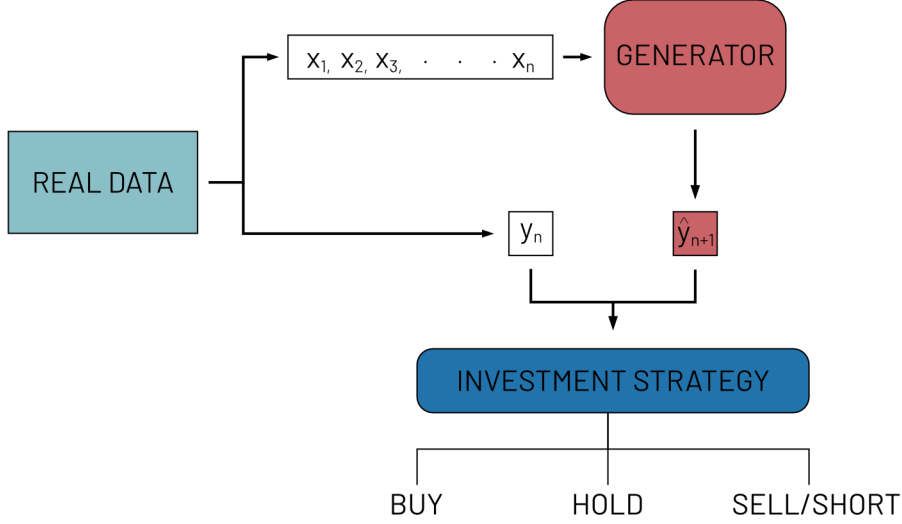 x₁, x₂, x₃, · · · xₙ
GENERATOR
REAL DATA
yₙ
ŷₙ₊₁
INVESTMENT STRATEGY
BUY HOLD SELL/SHORT